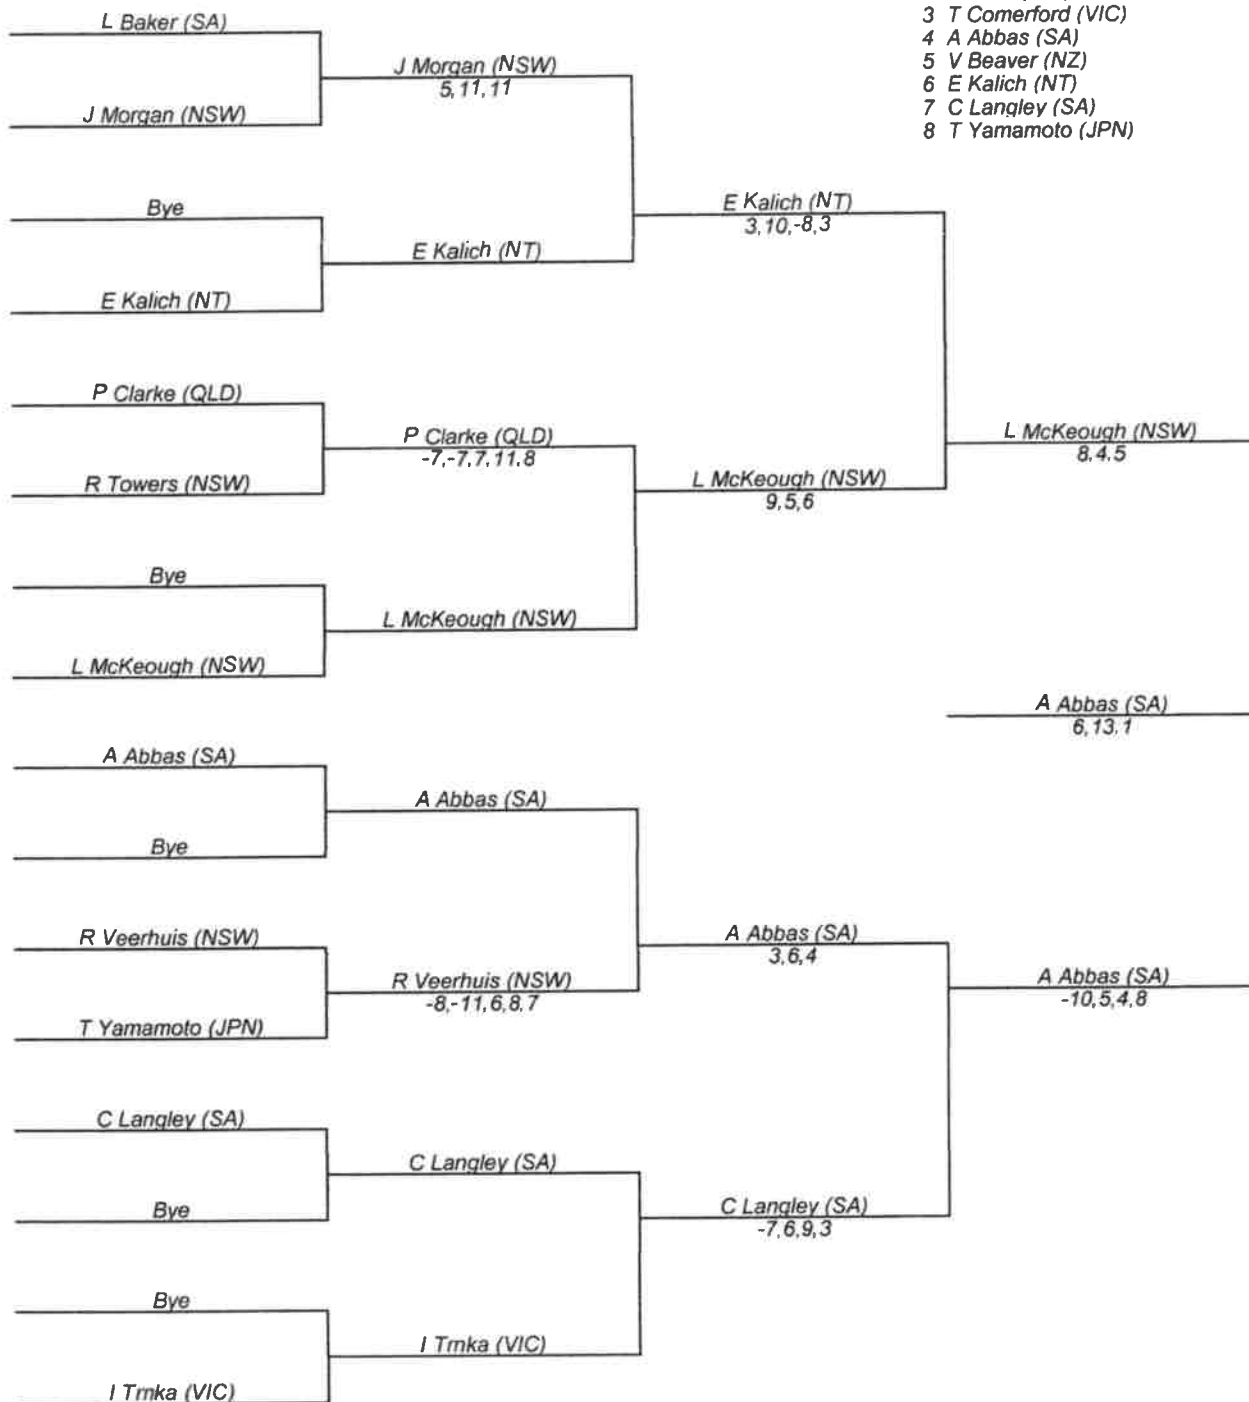 3 T Comerford (VIC)
4 A Abbas (SA)
5 V Beaver (NZ)
6 E Kalich (NT)
7 C Langley (SA)
8 T Yamamoto (JPN)
L Baker (SA)
J Morgan (NSW)
5,11,11
J Morgan (NSW)
Bye
E Kalich (NT)
3,10,-8,3
E Kalich (NT)
E Kalich (NT)
P Clarke (QLD)
P Clarke (QLD)
-7,-7,7,11,8
L McKeough (NSW)
8,4,5
R Towers (NSW)
L McKeough (NSW)
9,5,6
Bye
L McKeough (NSW)
L McKeough (NSW)
A Abbas (SA)
6,13,1
A Abbas (SA)
A Abbas (SA)
Bye
R Veerhuis (NSW)
A Abbas (SA)
3,6,4
R Veerhuis (NSW)
-8,-11,6,8,7
A Abbas (SA)
-10,5,4,8
T Yamamoto (JPN)
C Langley (SA)
C Langley (SA)
Bye
C Langley (SA)
-7,6,9,3
Bye
I Trnka (VIC)
I Trnka (VIC)